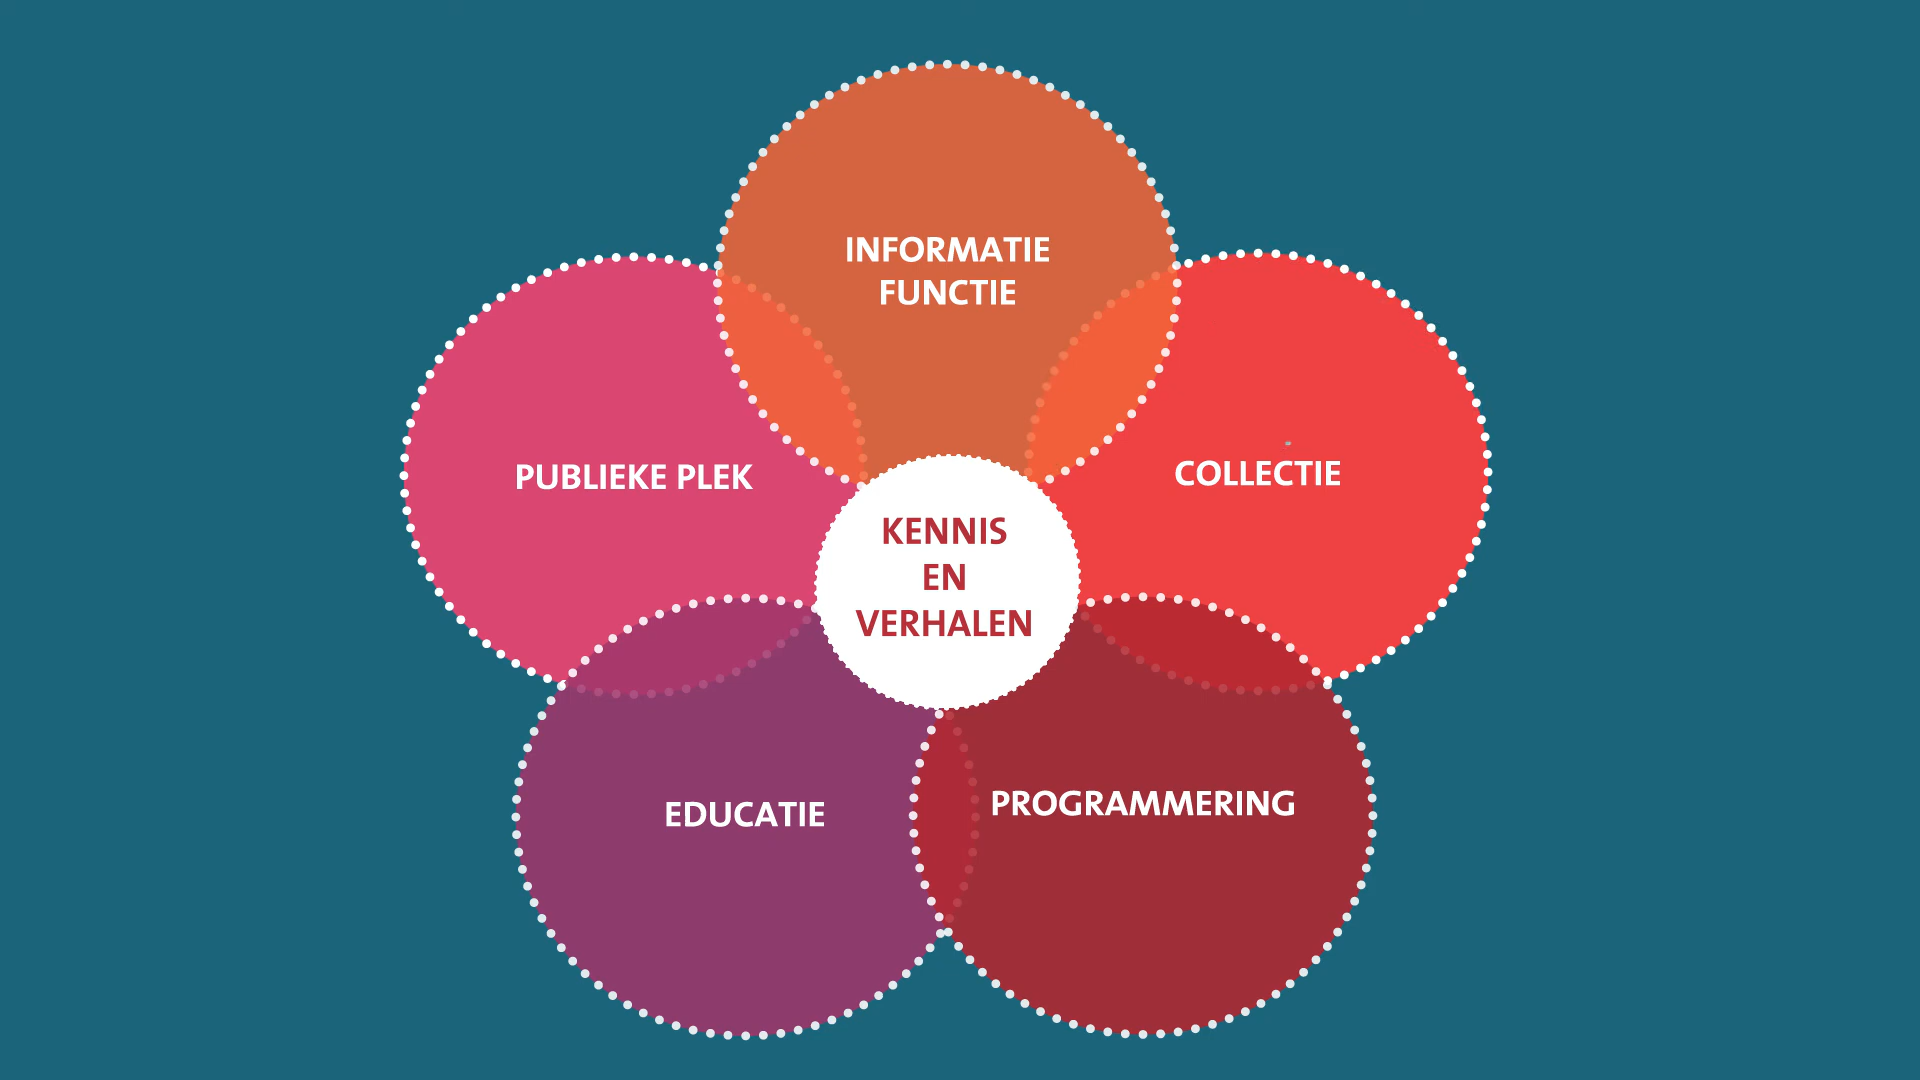 INFORMATIE
FUNCTIE
PUBLIEKE PLEK
COLLECTIE
KENNIS
EN
VERHALEN
EDUCATIE
PROGRAMMERING